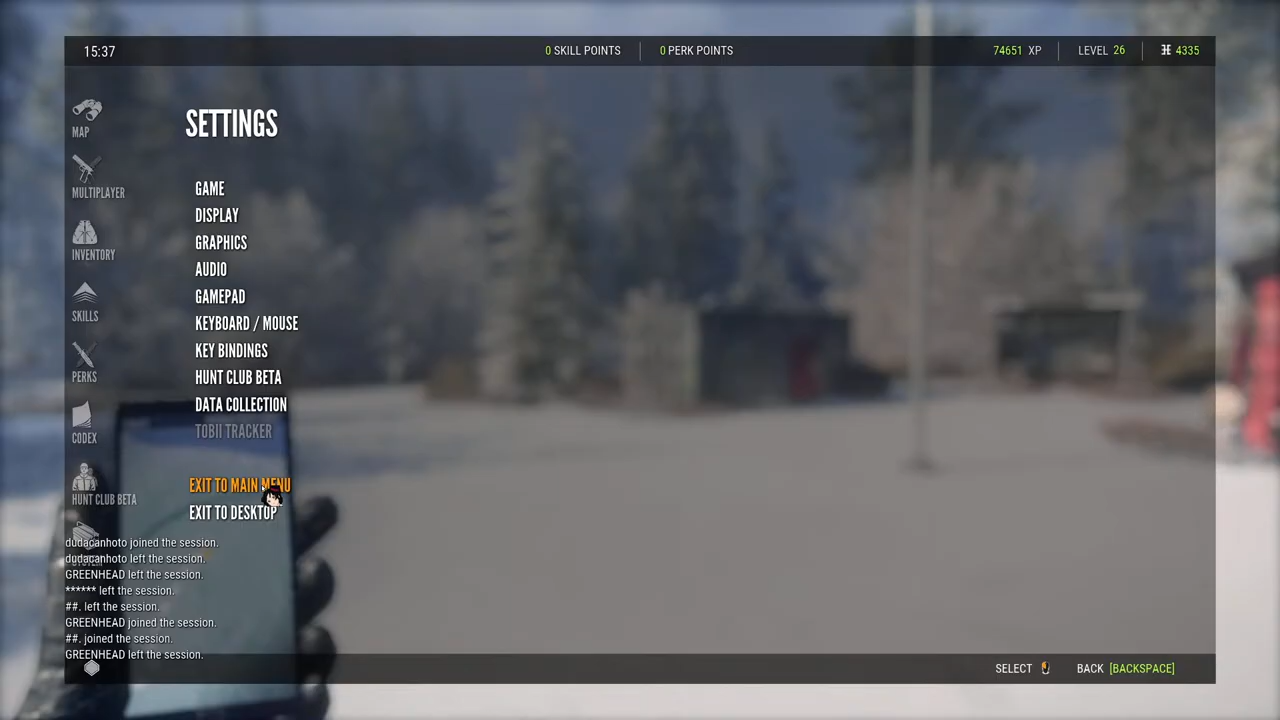 15:37
0 SKILL POINTS
0 PERK POINTS
74651 XP
LEVEL 26
4335
SETTINGS
MAP
MULTIPLAYER
INVENTORY
SKILLS
PERKS
CODEX
HUNT CLUB BETA
GAME
DISPLAY
GRAPHICS
AUDIO
GAMEPAD
KEYBOARD / MOUSE
KEY BINDINGS
HUNT CLUB BETA
DATA COLLECTION
TOBII TRACKER
EXIT TO MAIN MENU
EXIT TO DESKTOP
dudacanhoto joined the session.
dudacanhoto left the session.
GREENHEAD left the session.
****** left the session.
##. left the session.
GREENHEAD joined the session.
##. joined the session.
GREENHEAD left the session.
SELECT
BACK [BACKSPACE]